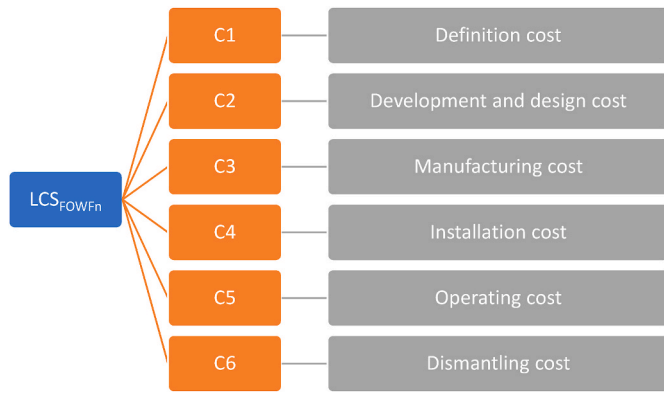 C1 Definition cost
C2 Development and design cost
C3 Manufacturing cost
LCS_FOWFn
C4 Installation cost
C5 Operating cost
C6 Dismantling cost